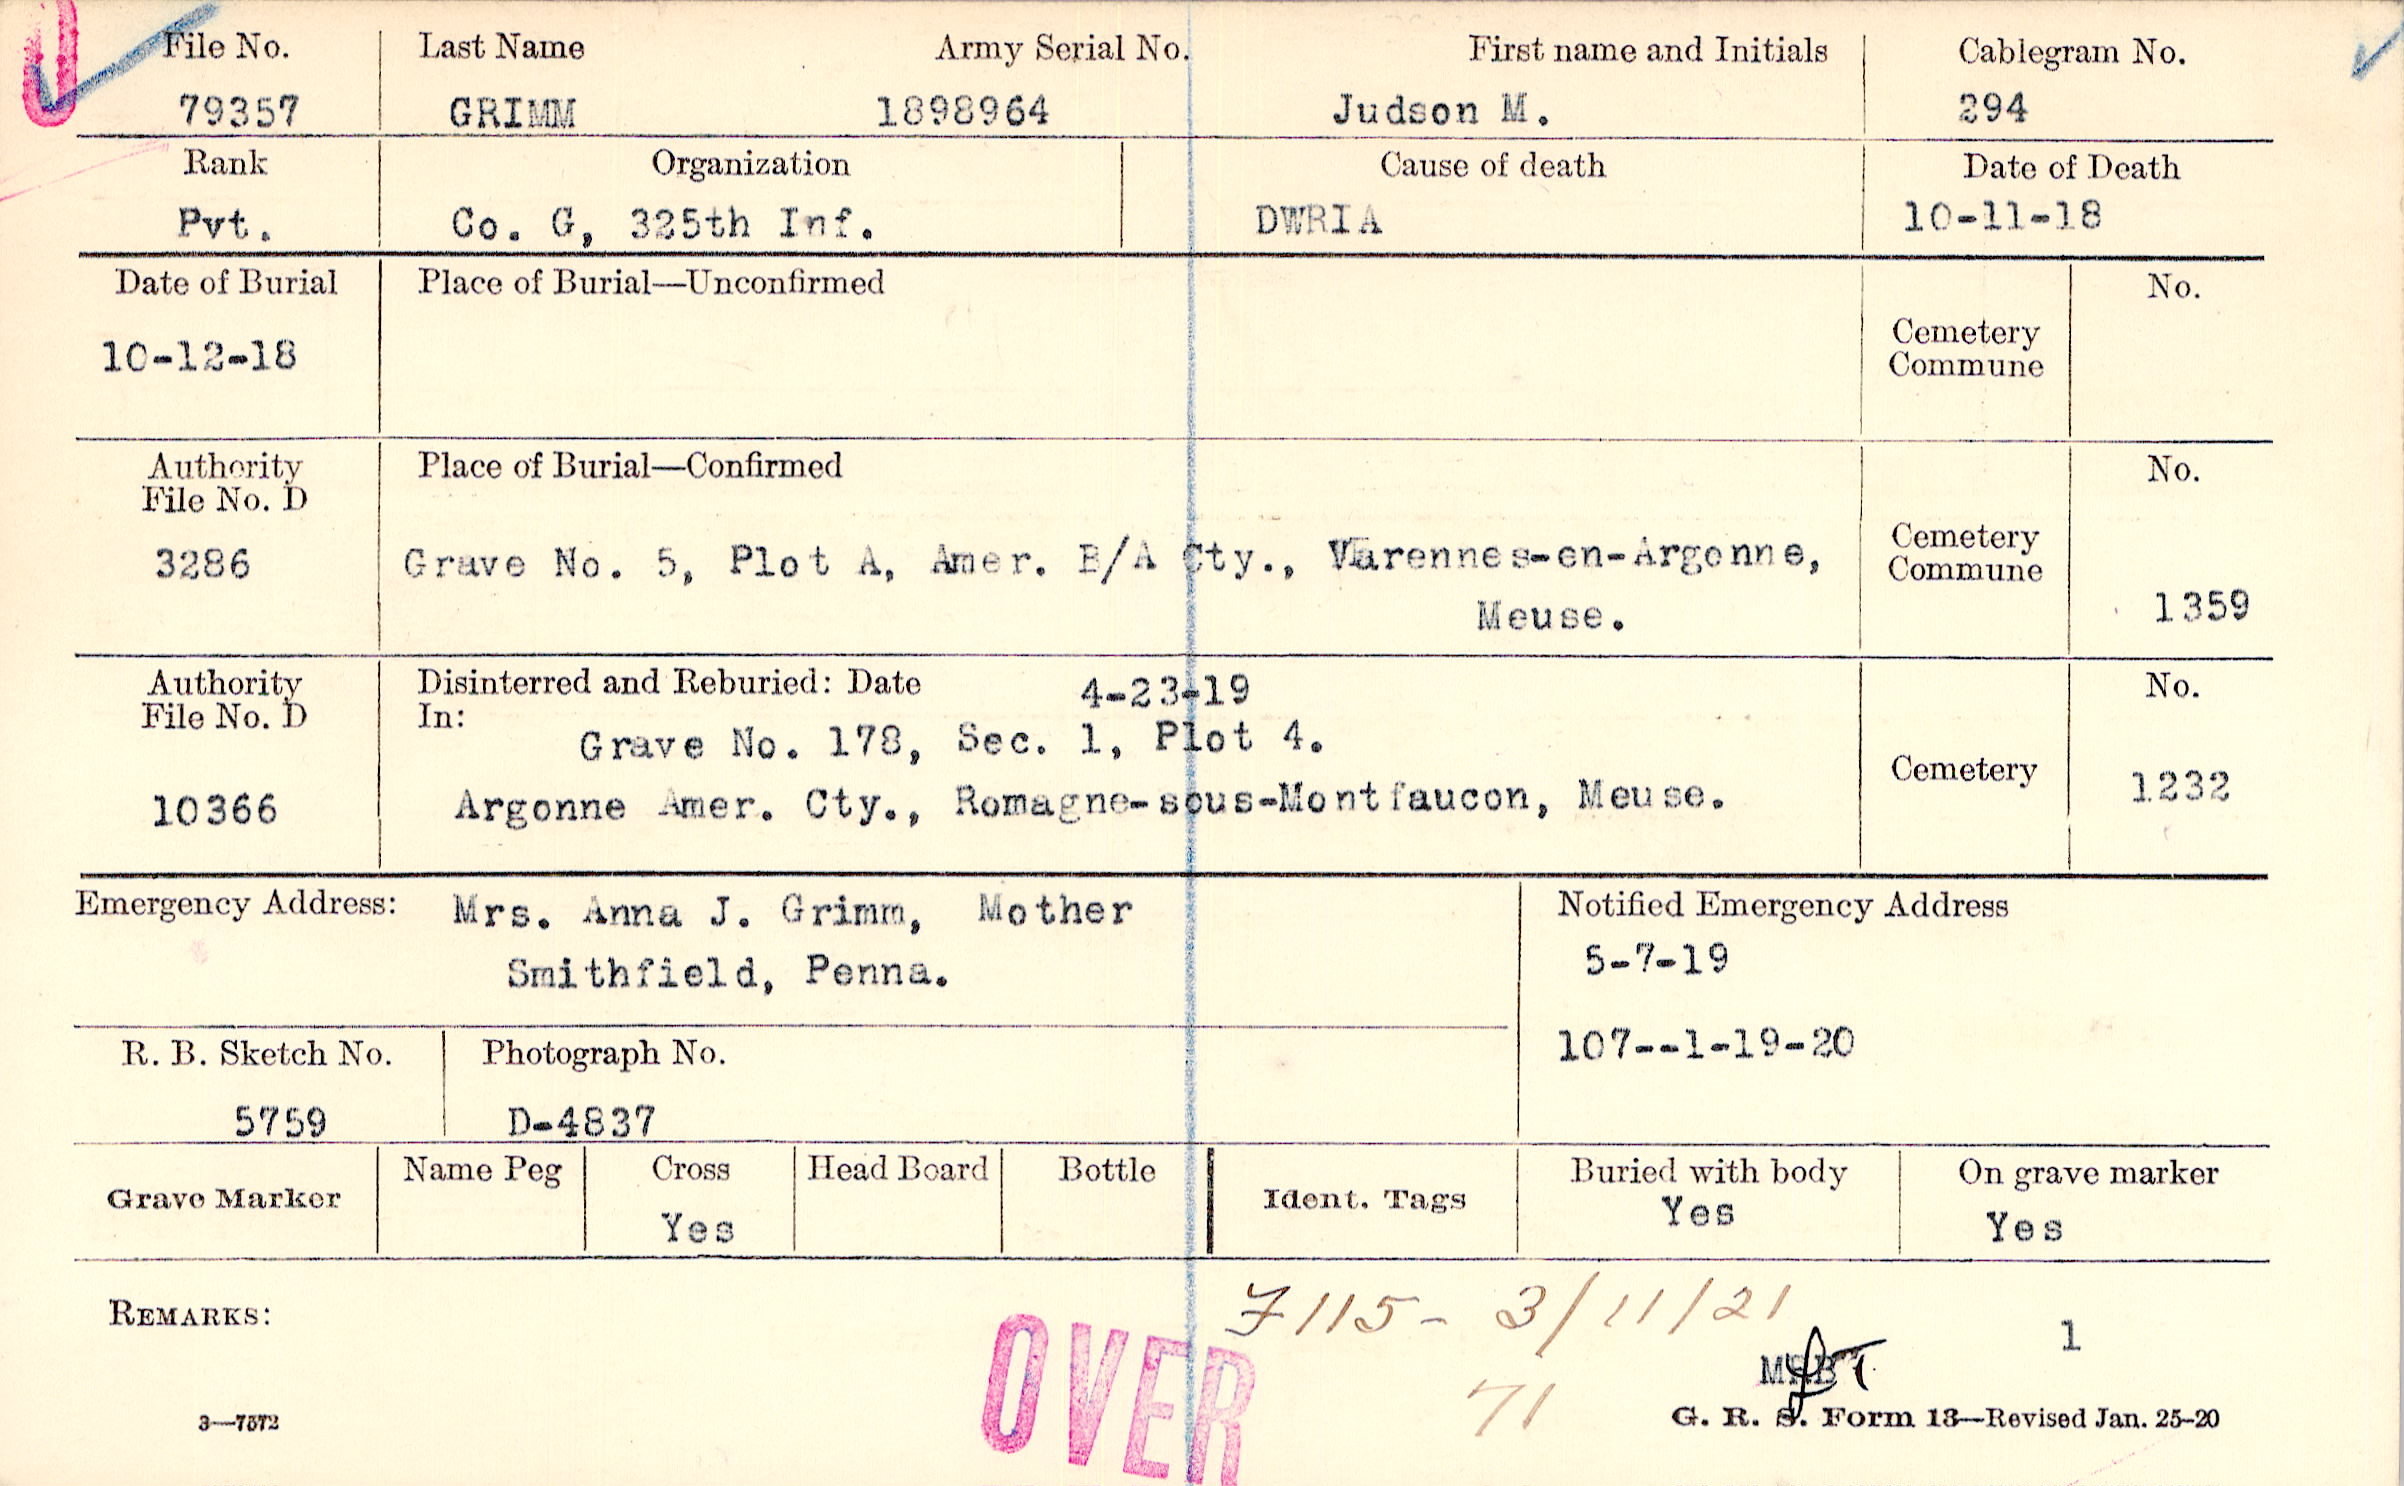 File No. Last Name Army Serial No. First name and Initials Cablegram No.
79357 GRIMM 1898964 Judson M. 294
Rank Organization Cause of death Date of Death
Pvt. Co. G, 325th Inf. DWRIA 10-11-18
Date of Burial Place of Burial—Unconfirmed No.
10-12-18
Cemetery
Commune
Authority Place of Burial—Confirmed No.
File No. D
3286 Grave No. 5, Plot A, Amer. B/A Cty., Varennes-en-Argonne,
Meuse.
Cemetery
Commune
1359
Authority Disinterred and Reburied: Date 4-23-19 No.
File No. D In:
Grave No. 178, Sec. 1, Plot 4.
10366 Argonne Amer. Cty., Romagne-sous-Montfaucon, Meuse. Cemetery 1232
Emergency Address: Mrs. Anna J. Grimm, Mother
Smithfield, Penna.
Notified Emergency Address
5-7-19
107--1-19-20
R. B. Sketch No. Photograph No.
5759 D-4837
Grave Marker Name Peg Cross Head Board Bottle Ident. Tags Buried with body On grave marker
Yes Yes Yes
REMARKS:
F115- 3/11/21
71
1
OVER
3—7572
G. R. S. Form 13—Revised Jan. 25-20